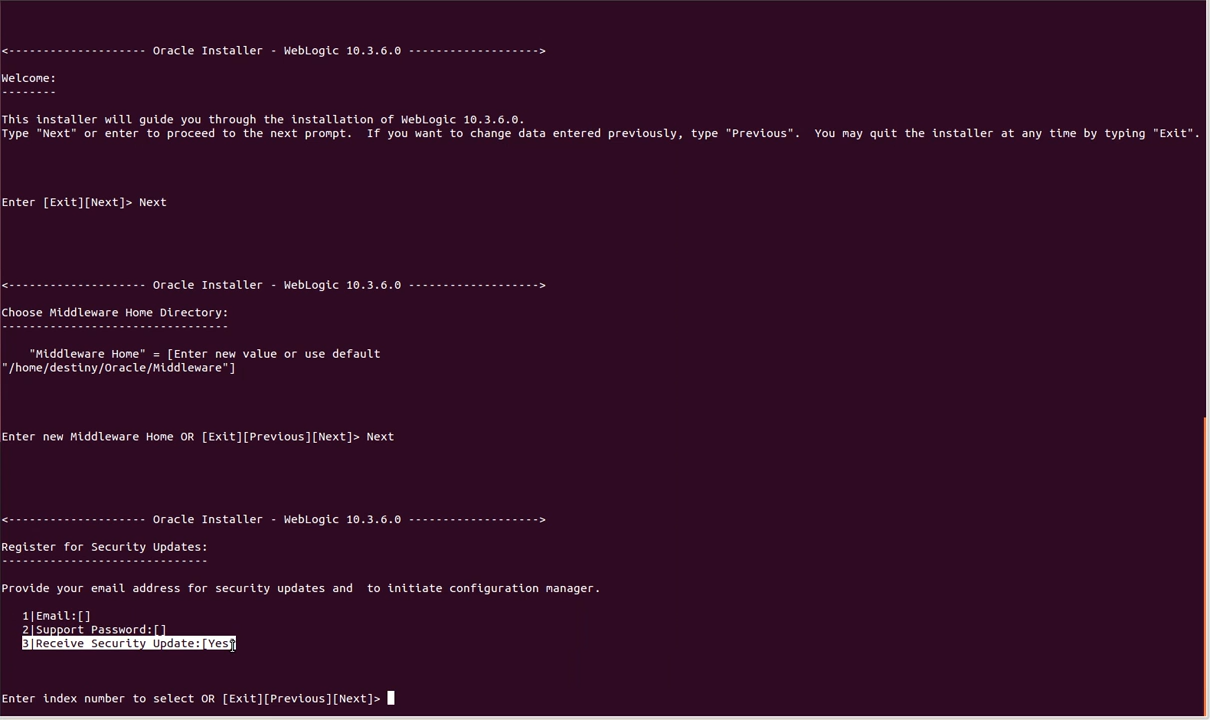 <-------------------- Oracle Installer - WebLogic 10.3.6.0 ------------------->
Welcome:
--------
This installer will guide you through the installation of WebLogic 10.3.6.0.
Type "Next" or enter to proceed to the next prompt.  If you want to change data entered previously, type "Previous".  You may quit the installer at any time by typing "Exit".
Enter [Exit][Next]> Next
<-------------------- Oracle Installer - WebLogic 10.3.6.0 ------------------->
Choose Middleware Home Directory:
---------------------------------
"Middleware Home" = [Enter new value or use default
"/home/destiny/Oracle/Middleware"]
Enter new Middleware Home OR [Exit][Previous][Next]> Next
<-------------------- Oracle Installer - WebLogic 10.3.6.0 ------------------->
Register for Security Updates:
------------------------------
Provide your email address for security updates and  to initiate configuration manager.
1|Email:[]
2|Support Password:[]
3|Receive Security Update:[Yes]
Enter index number to select OR [Exit][Previous][Next]>